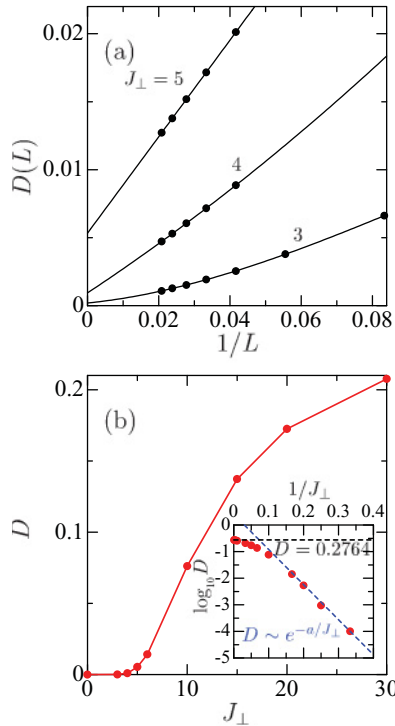 0.02
(a)
J⊥ = 5
D(L)
0.01
4
3
0
0 0.02 0.04 0.06 0.08
1/L
0.2
(b)
D
0.1
0
1/J⊥
0 0.1 0.2 0.3 0.4
0
-1
-2
-3
-4
-5
log₁₀ D
D = 0.2764
D ∼ e^{-a/J⊥}
0 10 20 30
J⊥